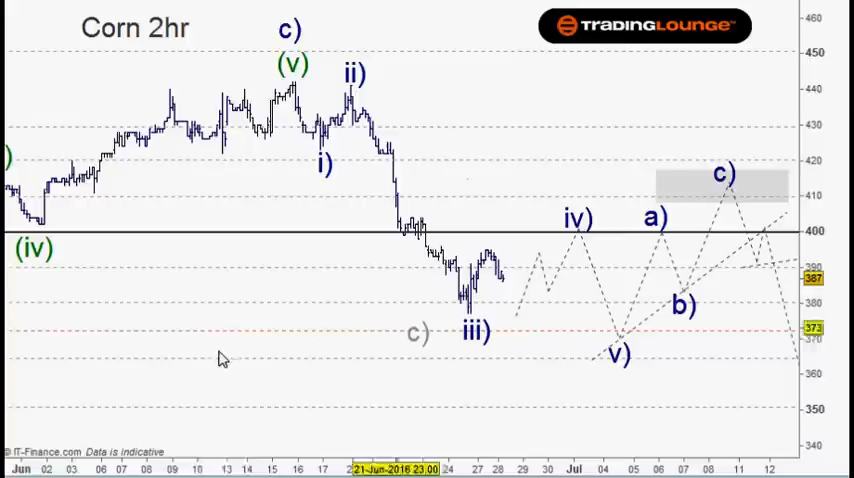 Corn 2hr
c)
TRADINGLOUNGE™
460
450
(v)
ii)
440
430
i)
420
)
c)
410
iv)
a)
400
(iv)
390
387
b)
380
c)
iii)
373
370
v)
360
350
340
© IT-Finance.com Data is indicative
Jun 02 03 06 07 08 09 10 13 14 15 16 17 2 21-Jun-2016 23:00 24 27 28 29 30 Jul 04 05 06 07 08 11 12